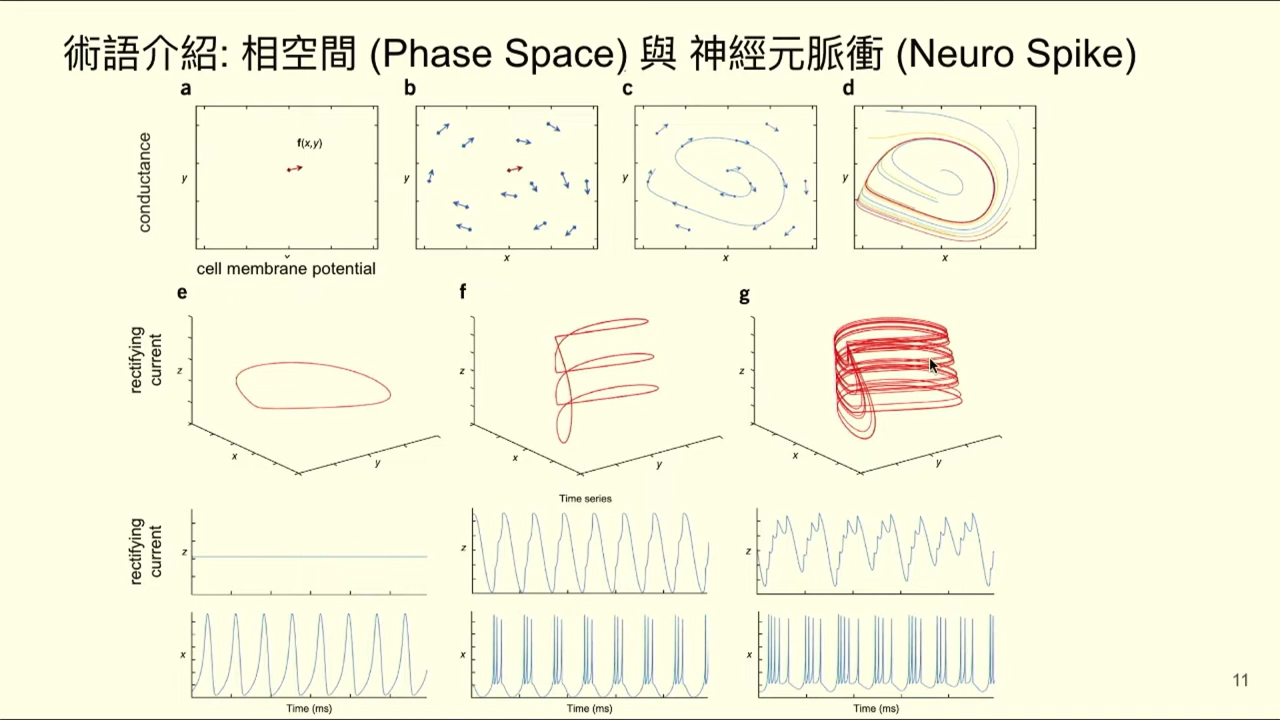 術語介紹: 相空間 (Phase Space) 與 神經元脈衝 (Neuro Spike)
a
b
c
d
conductance
y
f(x,y)
y
y
y
cell membrane potential
x
x
x
e
f
g
rectifying
current
z
x
y
z
x
y
z
x
y
Time series
rectifying
current
z
z
z
x
x
x
Time (ms)
Time (ms)
Time (ms)
11